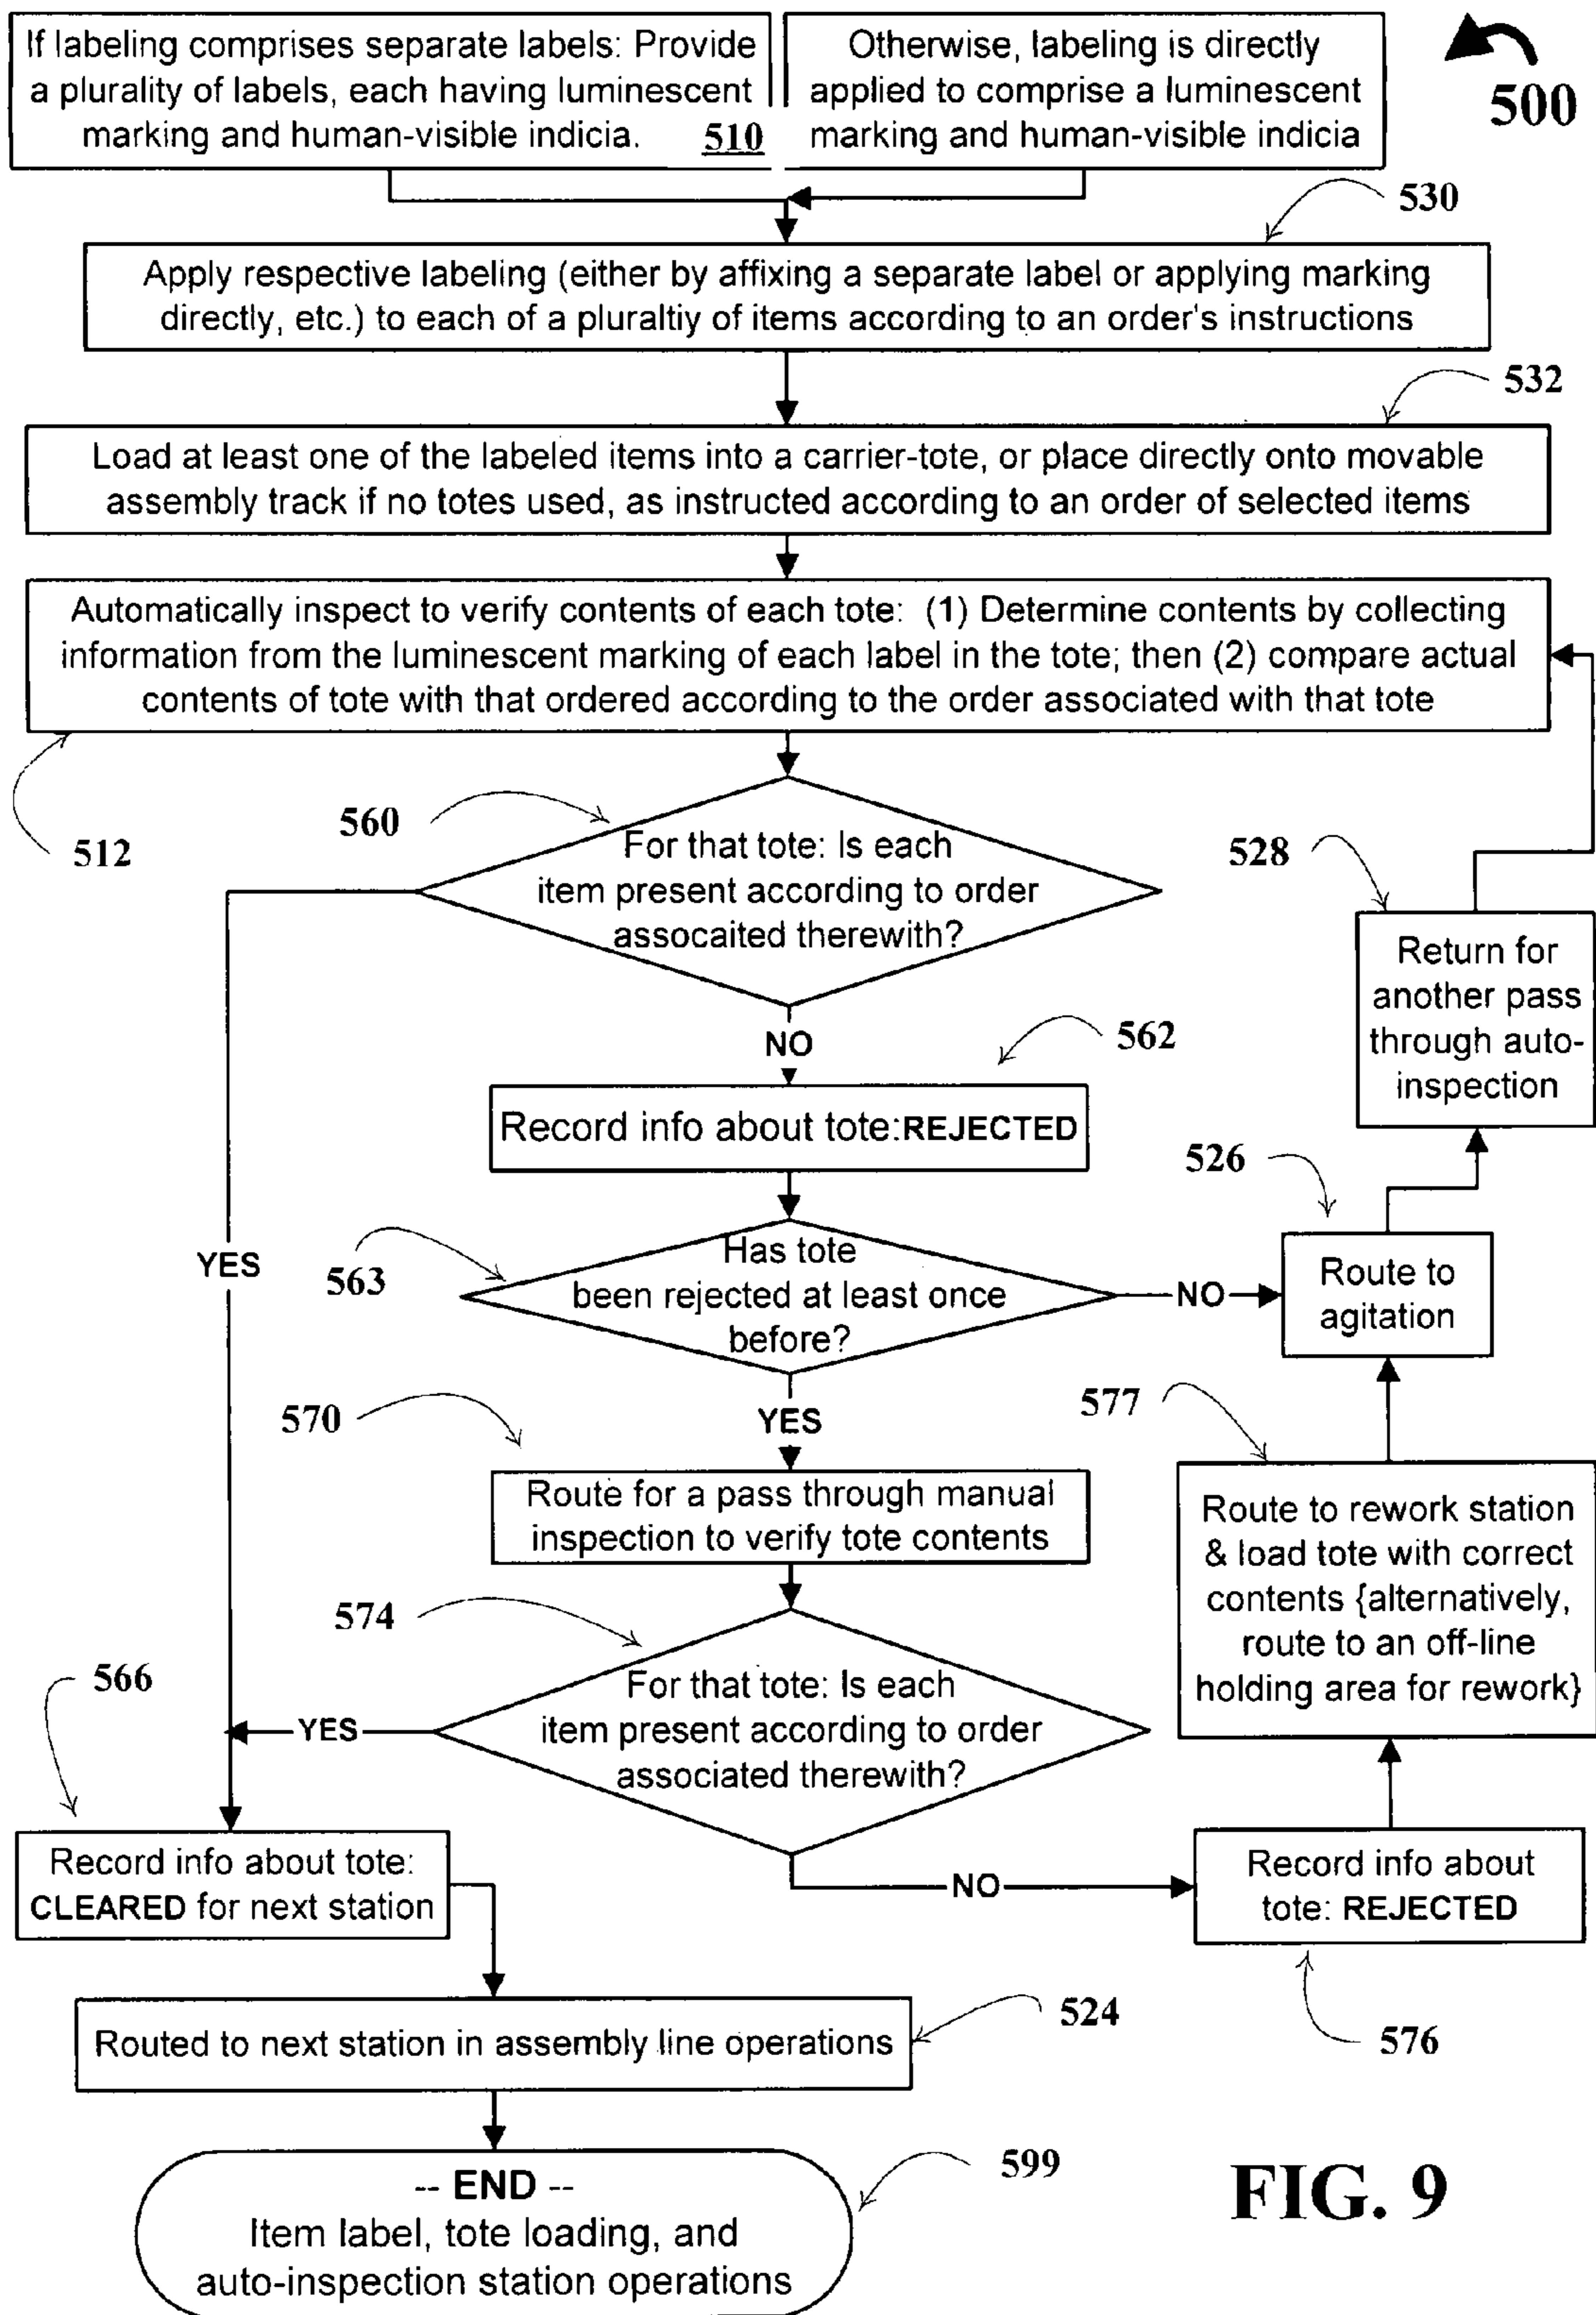 If labeling comprises separate labels: Provide
a plurality of labels, each having luminescent
marking and human-visible indicia. 510
Otherwise, labeling is directly
applied to comprise a luminescent
marking and human-visible indicia
500
530
Apply respective labeling (either by affixing a separate label or applying marking
directly, etc.) to each of a pluraltiy of items according to an order's instructions
532
Load at least one of the labeled items into a carrier-tote, or place directly onto movable
assembly track if no totes used, as instructed according to an order of selected items
Automatically inspect to verify contents of each tote: (1) Determine contents by collecting
information from the luminescent marking of each label in the tote; then (2) compare actual
contents of tote with that ordered according to the order associated with that tote
512
560
For that tote: Is each
item present according to order
assocaited therewith?
528
Return for
another pass
through auto-
inspection
NO
562
Record info about tote:REJECTED
526
YES
563
Has tote
been rejected at least once
before?
NO
Route to
agitation
570
YES
577
Route for a pass through manual
inspection to verify tote contents
Route to rework station
& load tote with correct
contents {alternatively,
route to an off-line
holding area for rework}
574
566
For that tote: Is each
item present according to order
associated therewith?
YES
Record info about tote:
CLEARED for next station
NO
Record info about
tote: REJECTED
576
524
Routed to next station in assembly line operations
599
-- END --
Item label, tote loading, and
auto-inspection station operations
FIG. 9